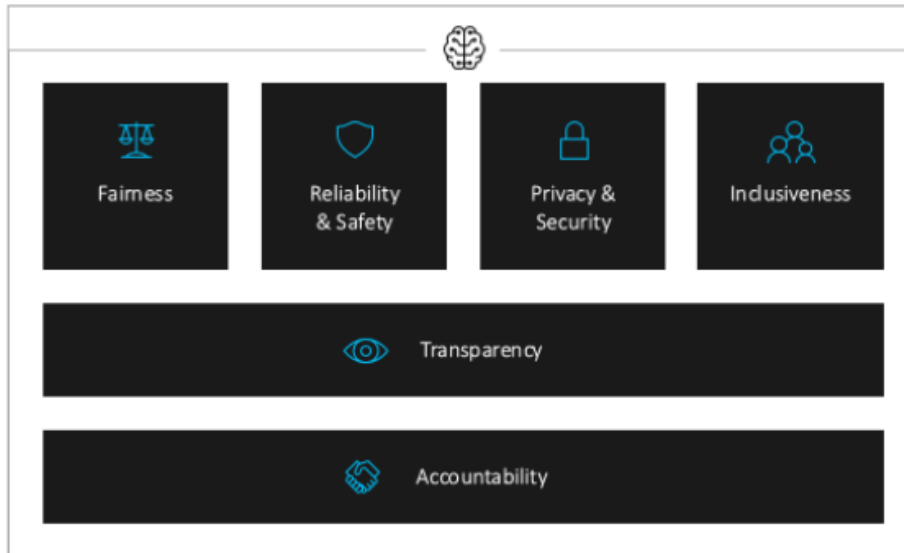 Fairness
Reliability
& Safety
Privacy &
Security
Inclusiveness
Transparency
Accountability